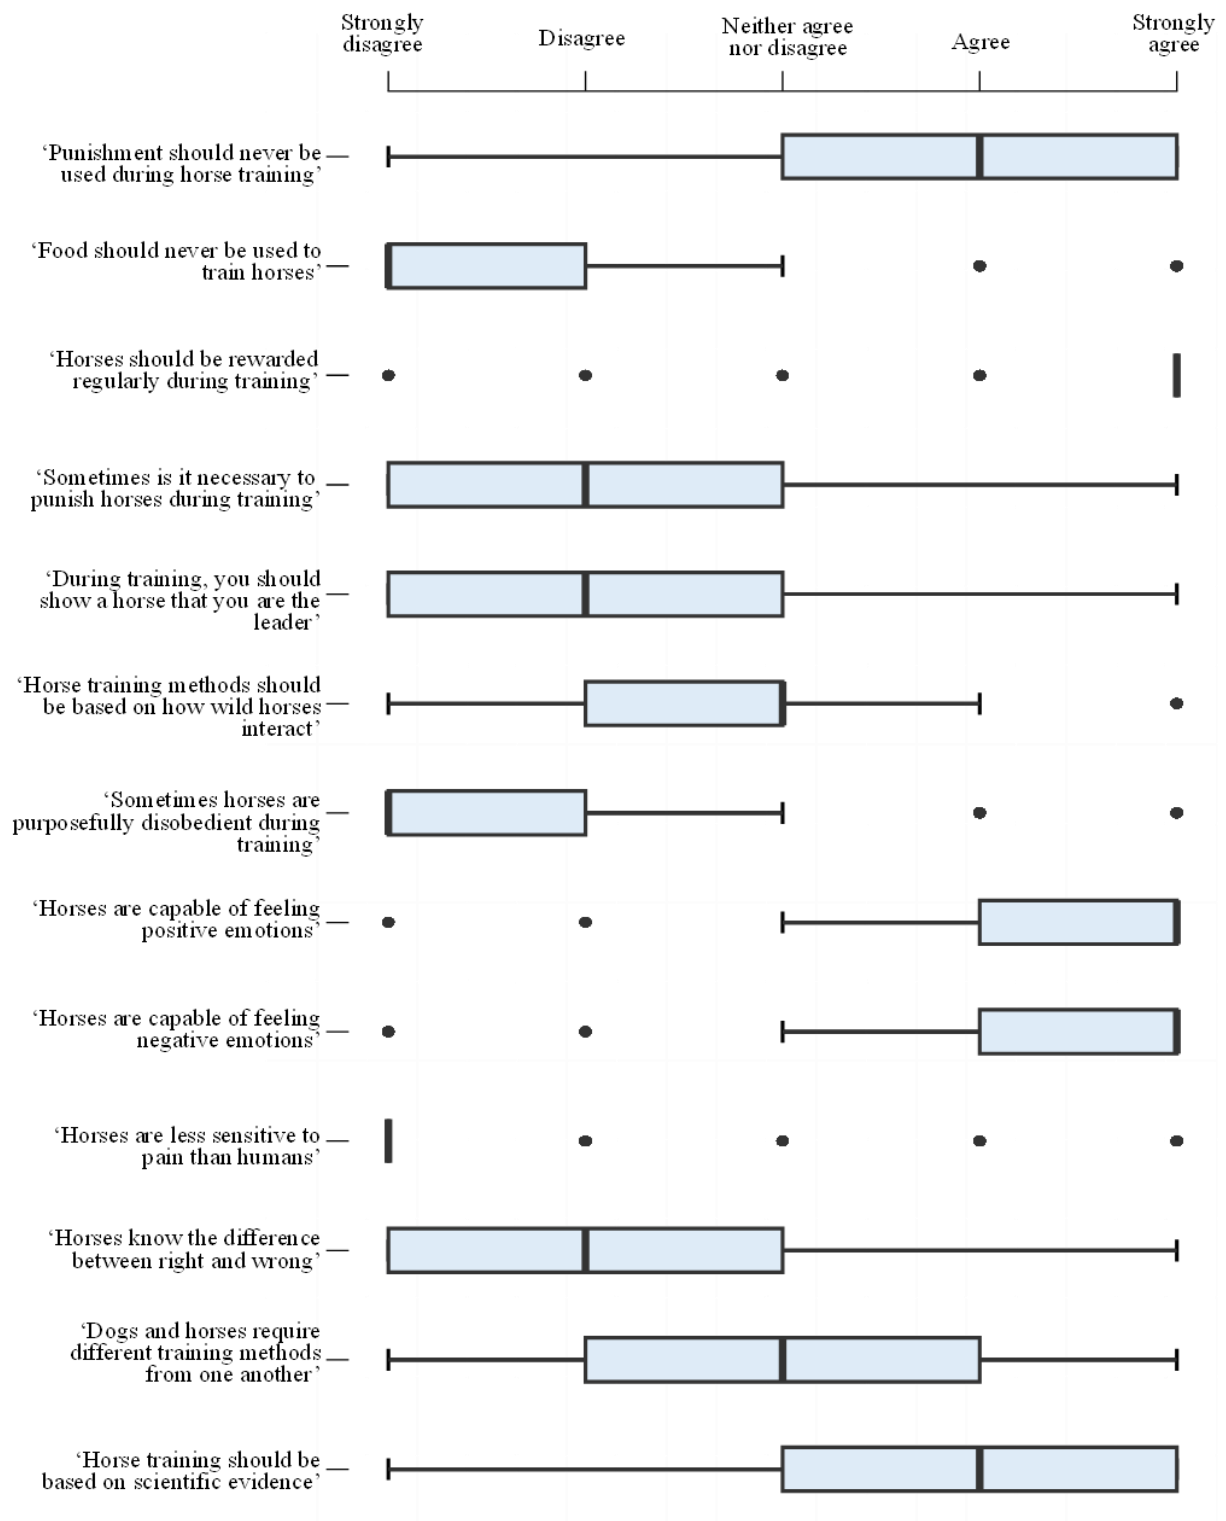 Strongly
disagree
Disagree
Neither agree
nor disagree
Agree
Strongly
agree
‘Punishment should never be
used during horse training’
‘Food should never be used to
train horses’
‘Horses should be rewarded
regularly during training’
‘Sometimes is it necessary to
punish horses during training’
‘During training, you should
show a horse that you are the
leader’
‘Horse training methods should
be based on how wild horses
interact’
‘Sometimes horses are
purposefully disobedient during
training’
‘Horses are capable of feeling
positive emotions’
‘Horses are capable of feeling
negative emotions’
‘Horses are less sensitive to
pain than humans’
‘Horses know the difference
between right and wrong’
‘Dogs and horses require
different training methods
from one another’
‘Horse training should be
based on scientific evidence’